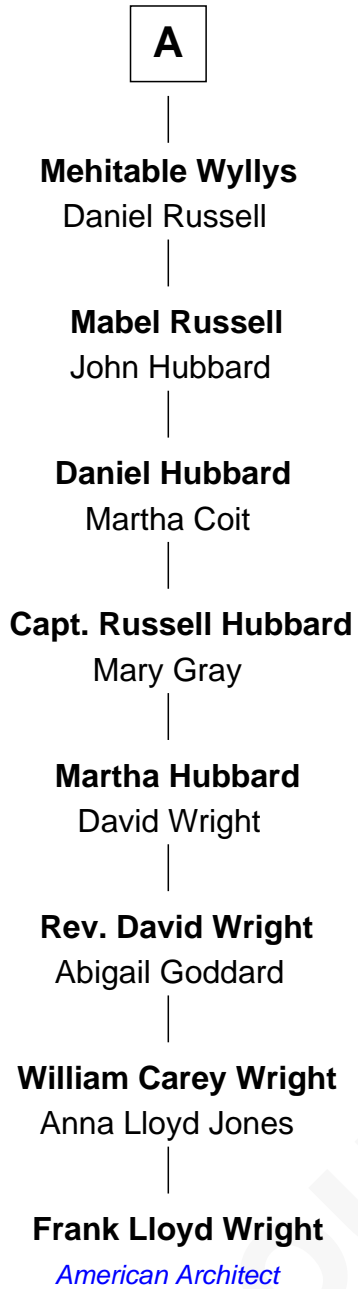 A
Mehitable Wyllys
Daniel Russell
Mabel Russell
John Hubbard
Daniel Hubbard
Martha Coit
Capt. Russell Hubbard
Mary Gray
Martha Hubbard
David Wright
Rev. David Wright
Abigail Goddard
William Carey Wright
Anna Lloyd Jones
Frank Lloyd Wright
American Architect